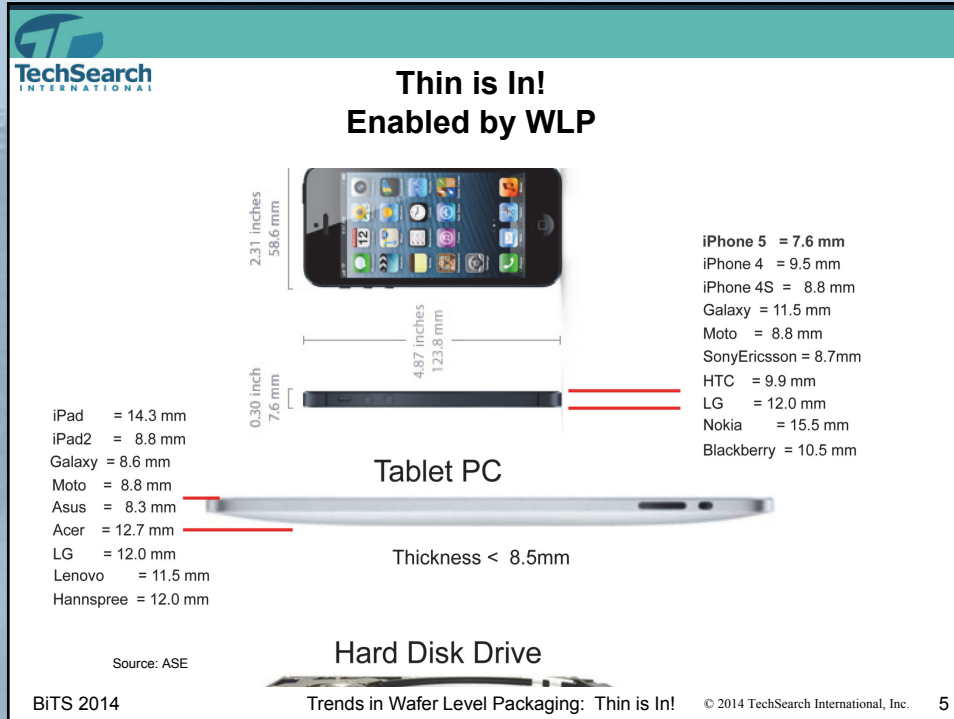 TechSearch
INTERNATIONAL
Thin is In!
Enabled by WLP
2.31 inches
58.6 mm
12
4.87 inches
123.8 mm
0.30 inch
7.6 mm
iPhone 5 = 7.6 mm
iPhone 4 = 9.5 mm
iPhone 4S = 8.8 mm
Galaxy = 11.5 mm
Moto = 8.8 mm
SonyEricsson = 8.7mm
HTC = 9.9 mm
LG = 12.0 mm
Nokia = 15.5 mm
Blackberry = 10.5 mm
iPad = 14.3 mm
iPad2 = 8.8 mm
Galaxy = 8.6 mm
Moto = 8.8 mm
Asus = 8.3 mm
Acer = 12.7 mm
LG = 12.0 mm
Lenovo = 11.5 mm
Hannspree = 12.0 mm
Tablet PC
Thickness < 8.5mm
Hard Disk Drive
Source: ASE
BiTS 2014
Trends in Wafer Level Packaging: Thin is In!
© 2014 TechSearch International, Inc.
5